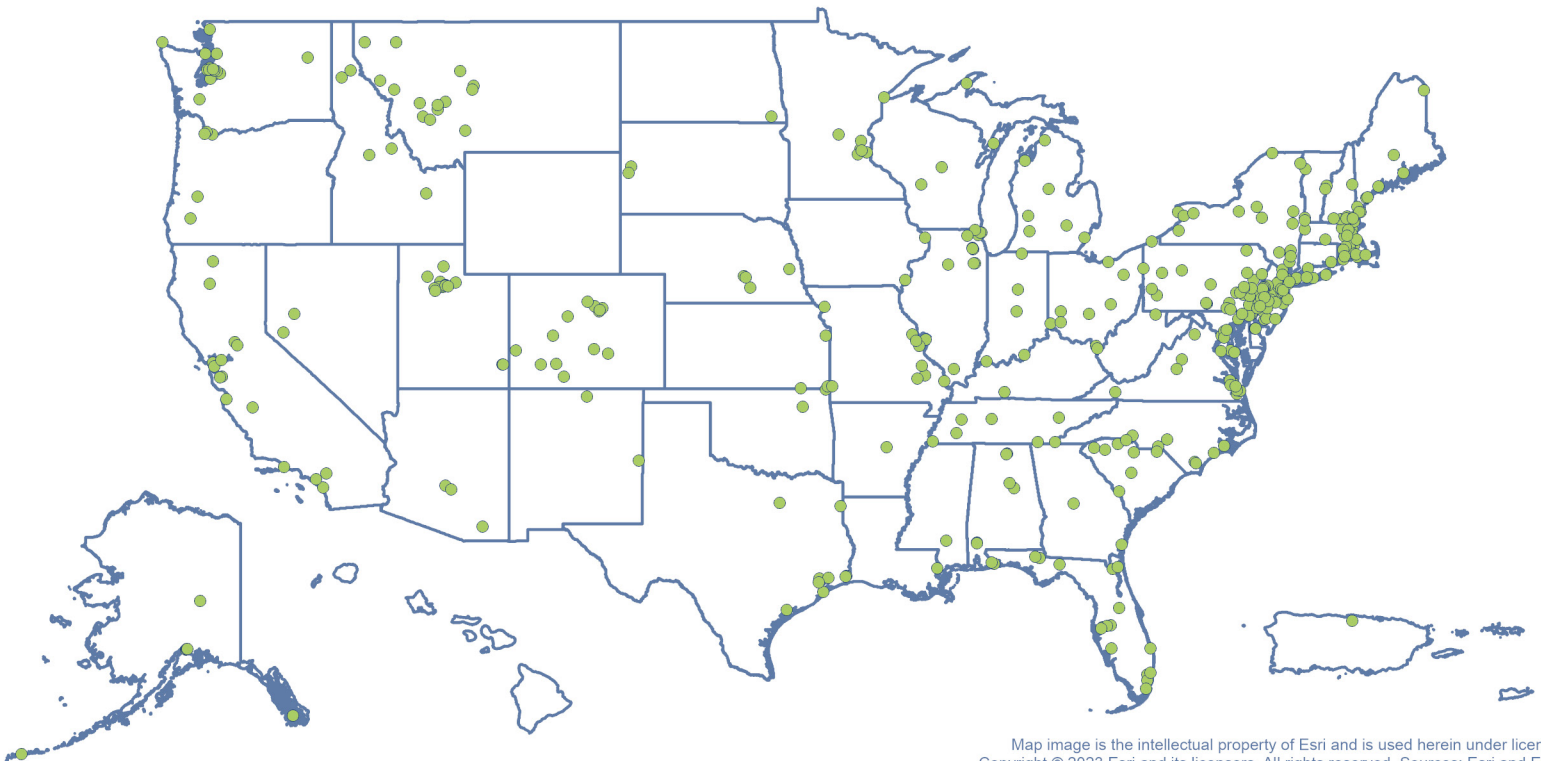 Map image is the intellectual property of Esri and is used herein under licen
Copyright © 2023 Esri and its licensors. All rights reserved. Sources: Esri and E